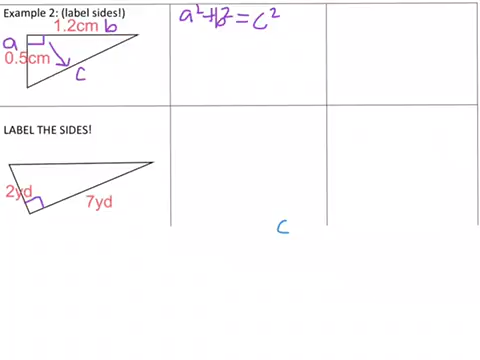 Example 2: (label sides!)
1.2cm b
a² + b² = c²
a
0.5cm
c
LABEL THE SIDES!
2yd
7yd
c